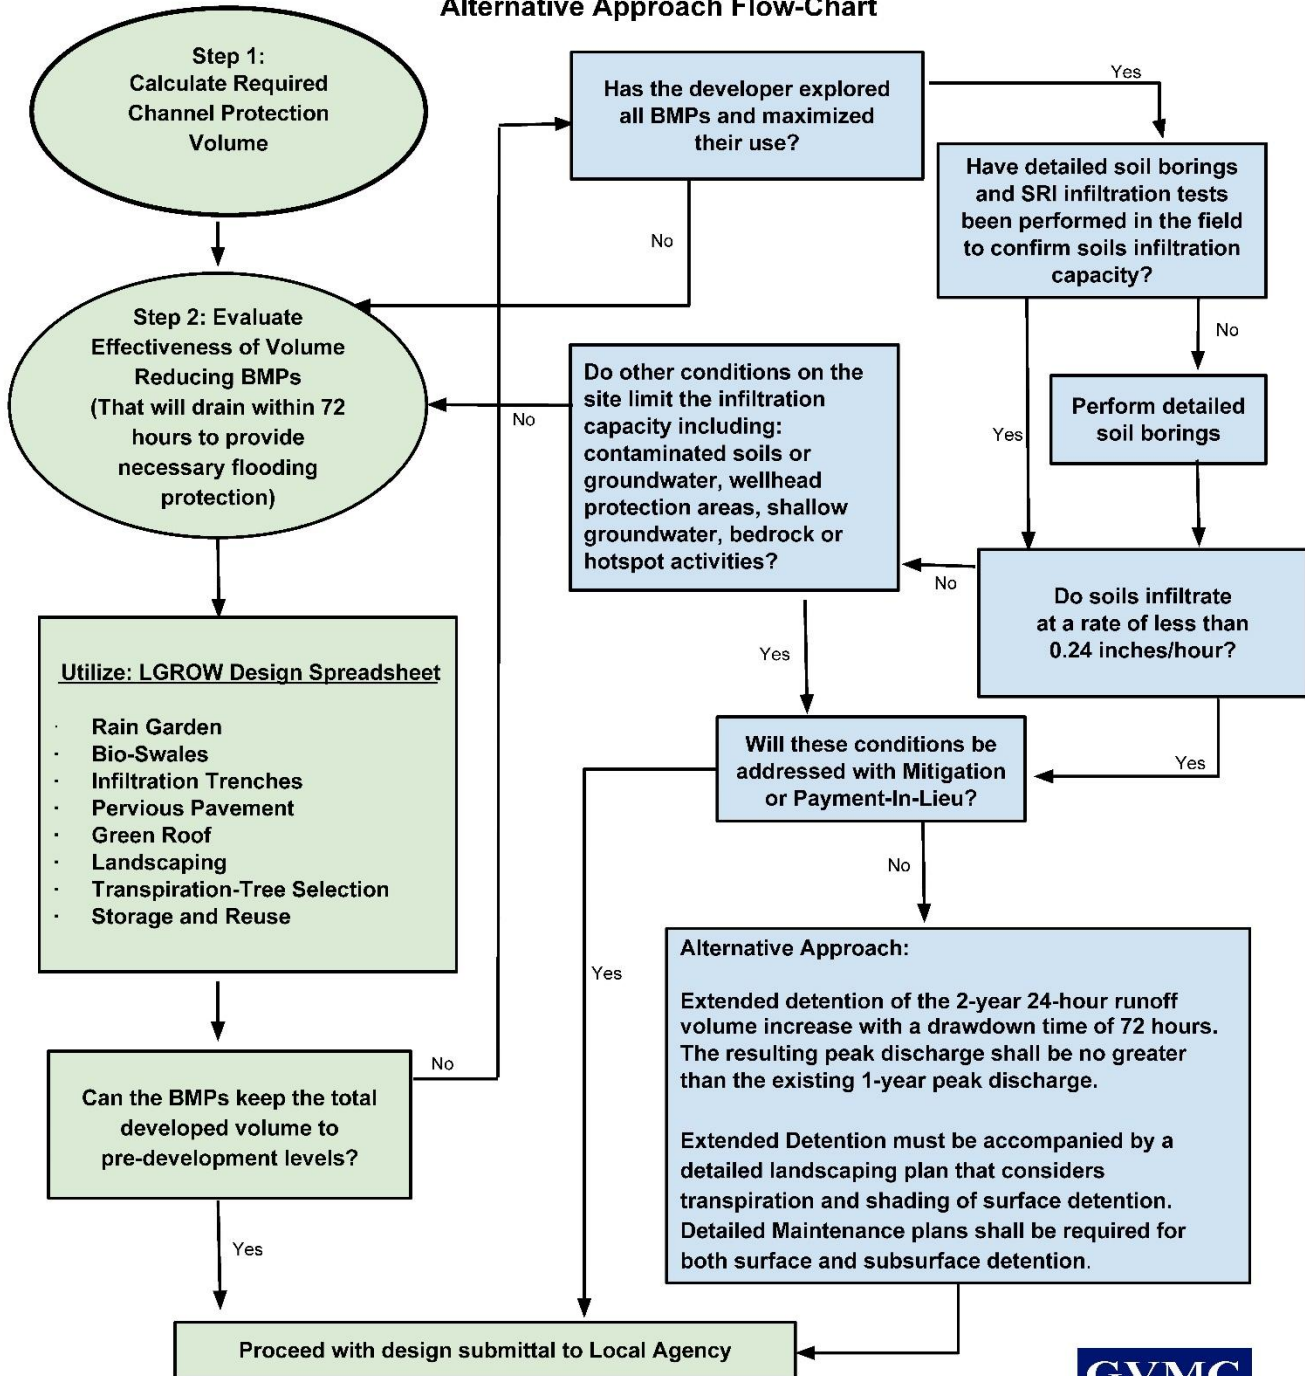 Alternative Approach Flow-Chart
Step 1:
Calculate Required
Channel Protection
Volume
Has the developer explored
all BMPs and maximized
their use?
Yes
No
Have detailed soil borings
and SRI infiltration tests
been performed in the field
to confirm soils infiltration
capacity?
Yes
No
Perform detailed
soil borings
Step 2: Evaluate
Effectiveness of Volume
Reducing BMPs
(That will drain within 72
hours to provide
necessary flooding
protection)
No
Do other conditions on the
site limit the infiltration
capacity including:
contaminated soils or
groundwater, wellhead
protection areas, shallow
groundwater, bedrock or
hotspot activities?
No
Yes
Do soils infiltrate
at a rate of less than
0.24 inches/hour?
Yes
Will these conditions be
addressed with Mitigation
or Payment-In-Lieu?
Yes
No
Utilize: LGROW Design Spreadsheet
· Rain Garden
· Bio-Swales
· Infiltration Trenches
· Pervious Pavement
· Green Roof
· Landscaping
· Transpiration-Tree Selection
· Storage and Reuse
Can the BMPs keep the total
developed volume to
pre-development levels?
No
Yes
Alternative Approach:
Extended detention of the 2-year 24-hour runoff
volume increase with a drawdown time of 72 hours.
The resulting peak discharge shall be no greater
than the existing 1-year peak discharge.
Extended Detention must be accompanied by a
detailed landscaping plan that considers
transpiration and shading of surface detention.
Detailed Maintenance plans shall be required for
both surface and subsurface detention.
Proceed with design submittal to Local Agency
GVMC